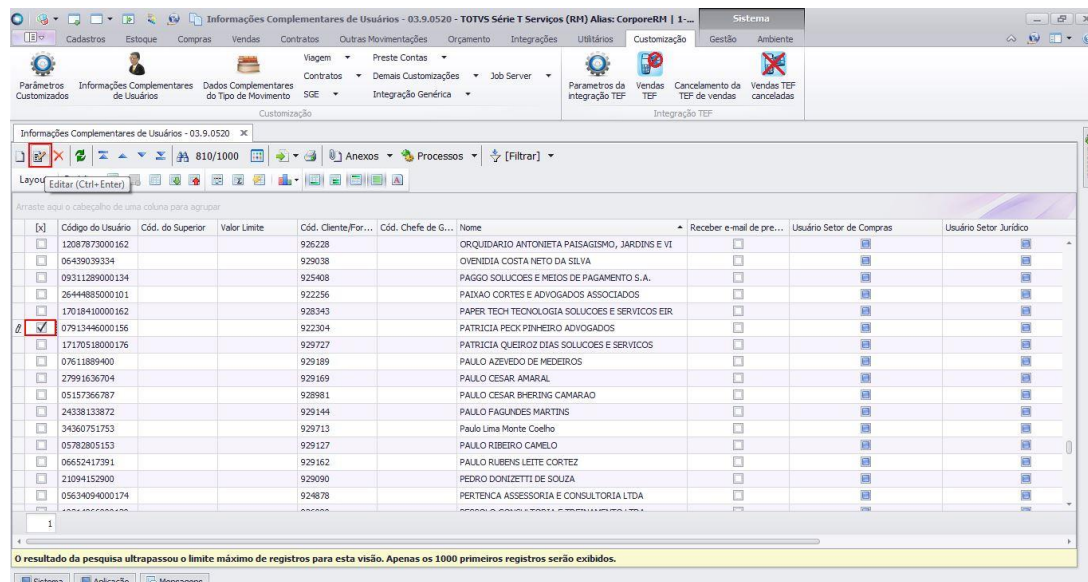 Informações Complementares de Usuários - 03.9.0520 - TOTVS Série T Serviços (RM) Alias: CorporeRM | 1-... Sistema
Cadastros Estoque Compras Vendas Contratos Outras Movimentações Orçamento Integrações Utilitários Customização Gestão Ambiente
Parâmetros Customizados
Informações Complementares de Usuários
Dados Complementares do Tipo de Movimento
Viagem Preste Contas
Contratos Demais Customizações Job Server
SGE Integração Genérica
Parametros da integração TEF
Vendas TEF
Cancelamento da TEF de vendas
Vendas TEF canceladas
Customização Integração TEF
Informações Complementares de Usuários - 03.9.0520 X
810/1000 Anexos Processos [Filtrar]
Layou
Editar (Ctrl+Enter)
Arraste aqui o cabeçalho de uma coluna para agrupar
[x] Código do Usuário Cód. do Superior Valor Limite Cód. Cliente/For... Cód. Chefe de G... Nome Receber e-mail de pre... Usuário Setor de Compras Usuário Setor Jurídico
12087873000162 926228 ORQUIDARIO ANTONIETA PAISAGISMO, JARDINS E VI
06439039334 929038 OVENIDIA COSTA NETO DA SILVA
09311289000134 925408 PAGGO SOLUCOES E MEIOS DE PAGAMENTO S.A.
26444885000101 922256 PAIXAO CORTES E ADVOGADOS ASSOCIADOS
17018410000162 928343 PAPER TECH TECNOLOGIA SOLUCOES E SERVICOS EIR
07913446000156 922304 PATRICIA PECK PINHEIRO ADVOGADOS
17170518000176 929727 PATRICIA QUEIROZ DIAS SOLUCOES E SERVICOS
07611889400 929189 PAULO AZEVEDO DE MEDEIROS
27991636704 929169 PAULO CESAR AMARAL
05157366787 928981 PAULO CESAR BHERING CAMARAO
24338133872 929144 PAULO FAGUNDES MARTINS
34360751753 929713 Paulo Lima Monte Coelho
05782805153 929127 PAULO RIBEIRO CAMELO
06652417391 929162 PAULO RUBENS LEITE CORTEZ
21094152900 929090 PEDRO DONIZETTI DE SOUZA
05634094000174 924878 PERTENCA ASSESSORIA E CONSULTORIA LTDA
1
O resultado da pesquisa ultrapassou o limite máximo de registros para esta visão. Apenas os 1000 primeiros registros serão exibidos.
Sistema Aplicação Mensagens